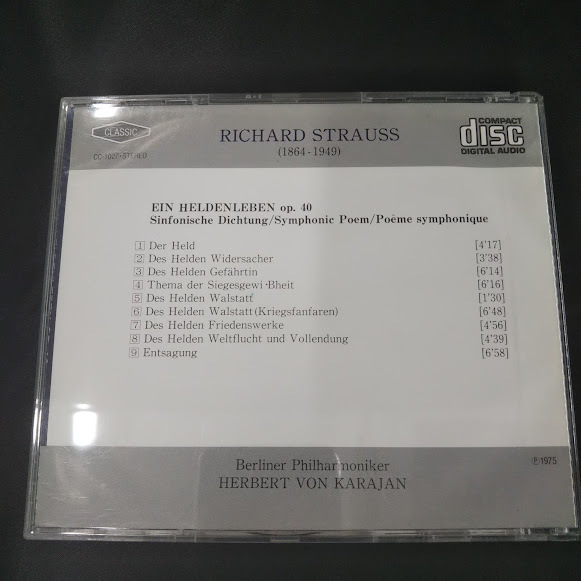 CLASSIC
CC-1027•STEREO
RICHARD STRAUSS
(1864-1949)
COMPACT
disc
DIGITAL AUDIO
EIN HELDENLEBEN op. 40
Sinfonische Dichtung/Symphonic Poem/Poème symphonique
1 Der Held [4'17]
2 Des Helden Widersacher [3'38]
3 Des Helden Gefährtin [6'14]
4 Thema der Siegesgewi·Bheit [6'16]
5 Des Helden Walstatt [1'30]
6 Des Helden Walstatt(Kriegsfanfaren) [6'48]
7 Des Helden Friedenswerke [4'56]
8 Des Helden Weltflucht und Vollendung [4'39]
9 Entsagung [6'58]
Berliner Philharmoniker
HERBERT VON KARAJAN
℗1975